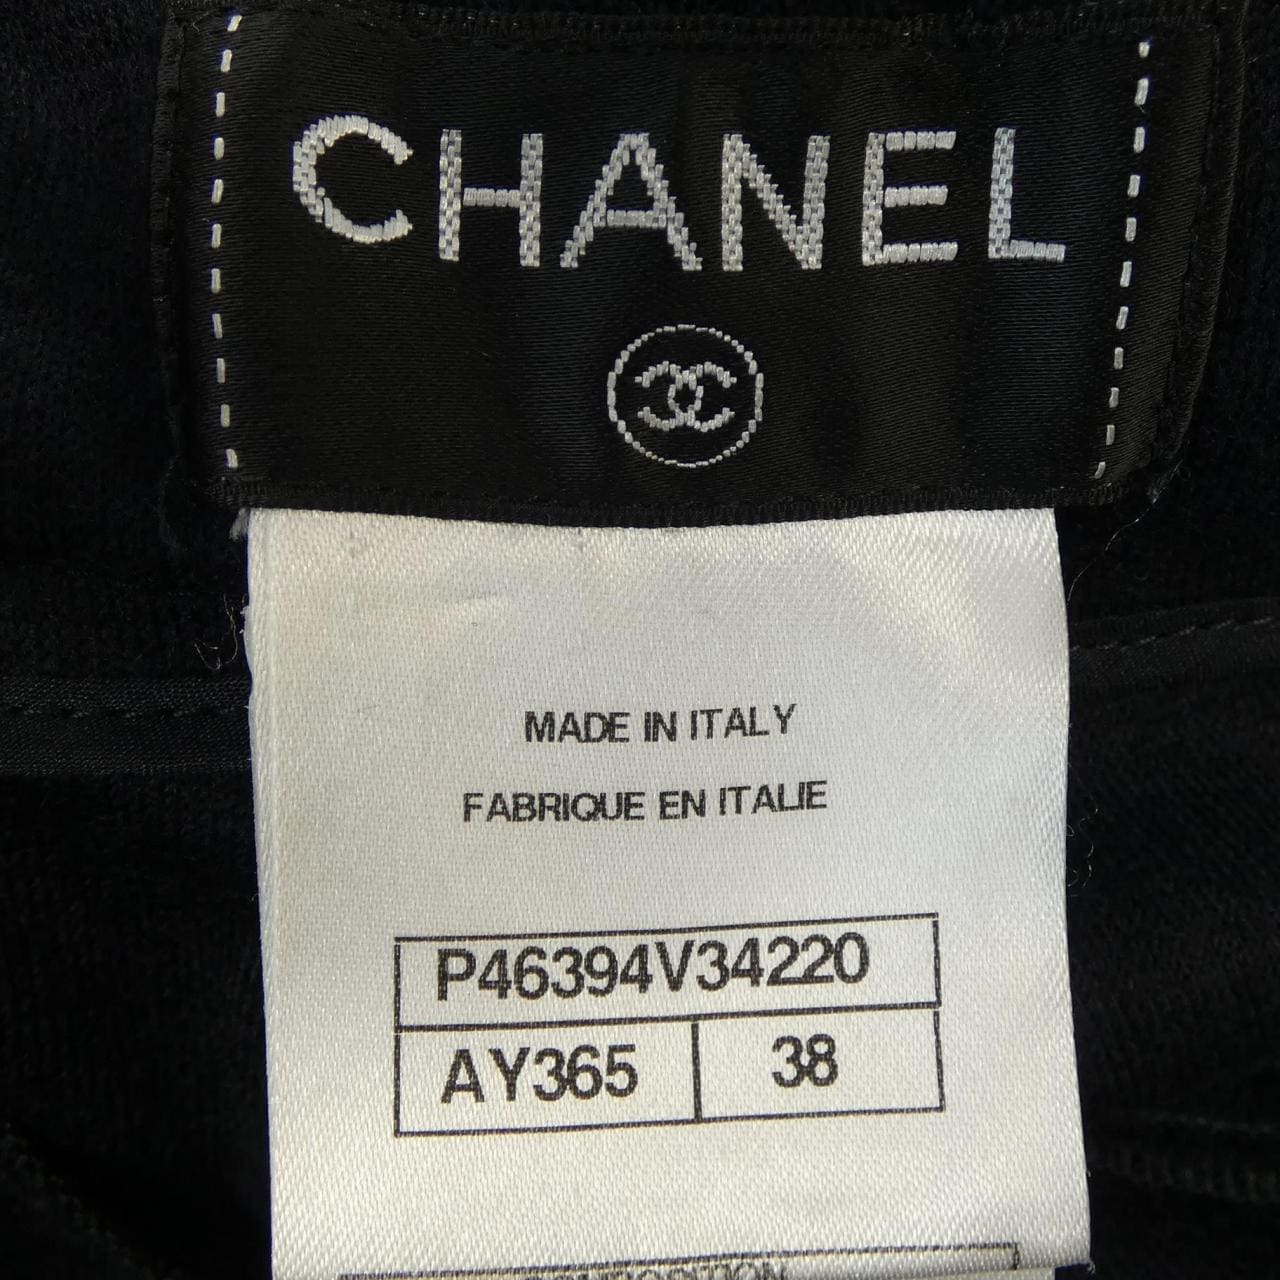 CHANEL
MADE IN ITALY
FABRIQUE EN ITALIE
P46394V34220
AY365 38